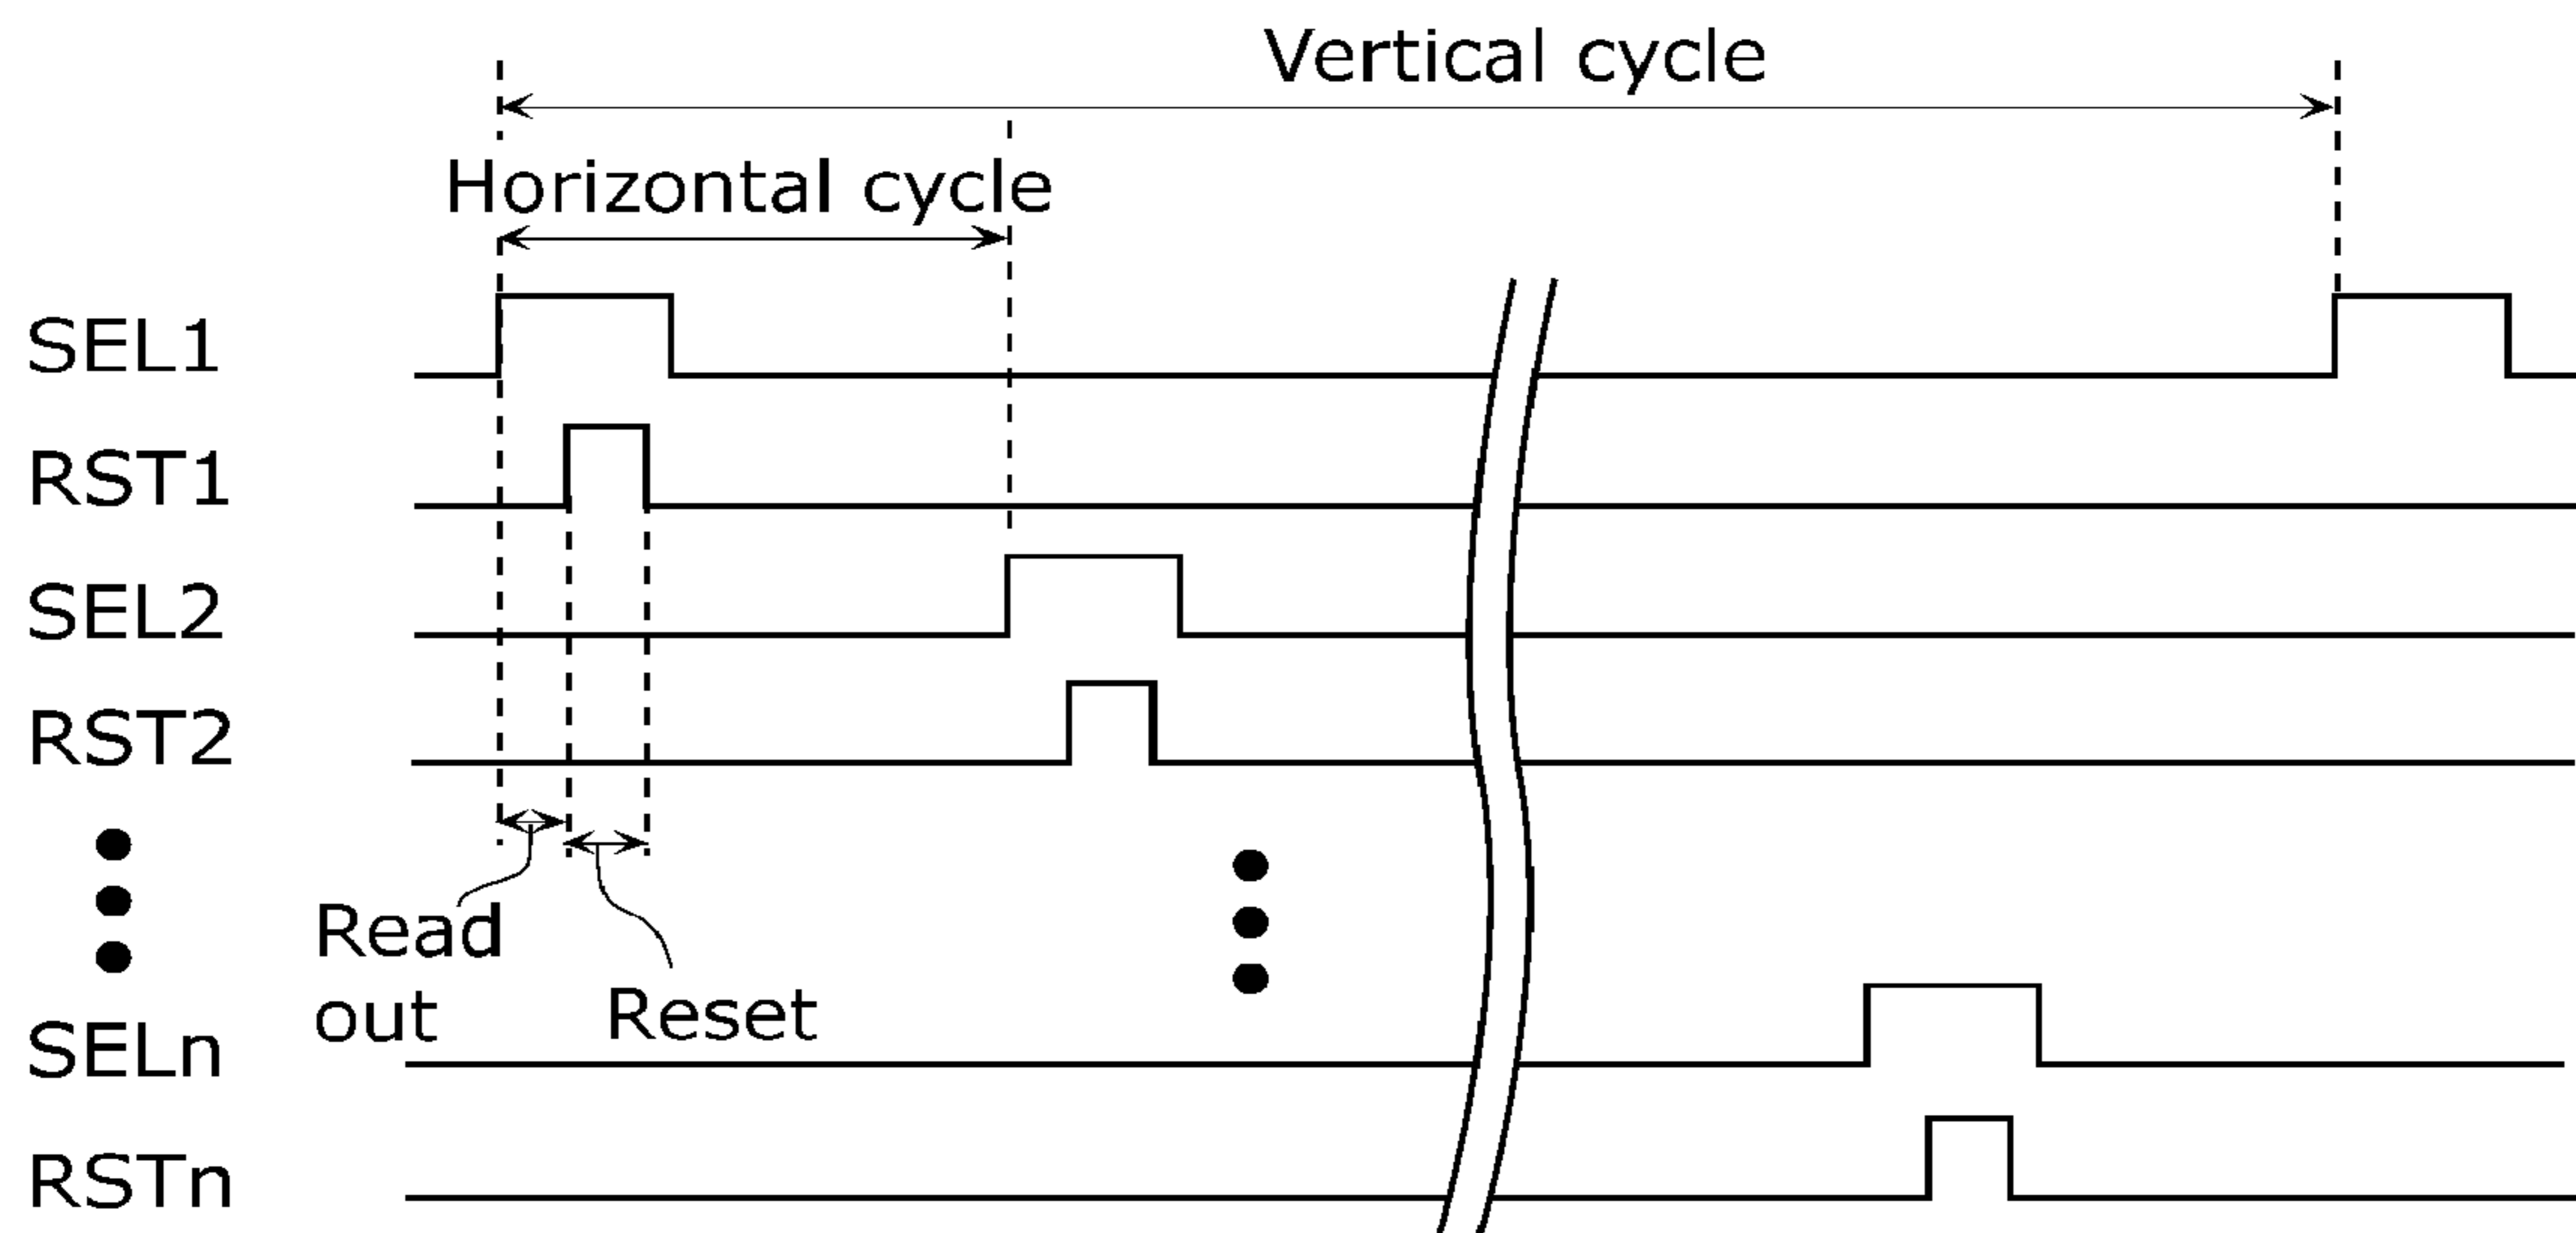 Vertical cycle
Horizontal cycle
SEL1
RST1
SEL2
RST2
Read
out
Reset
SELn
RSTn